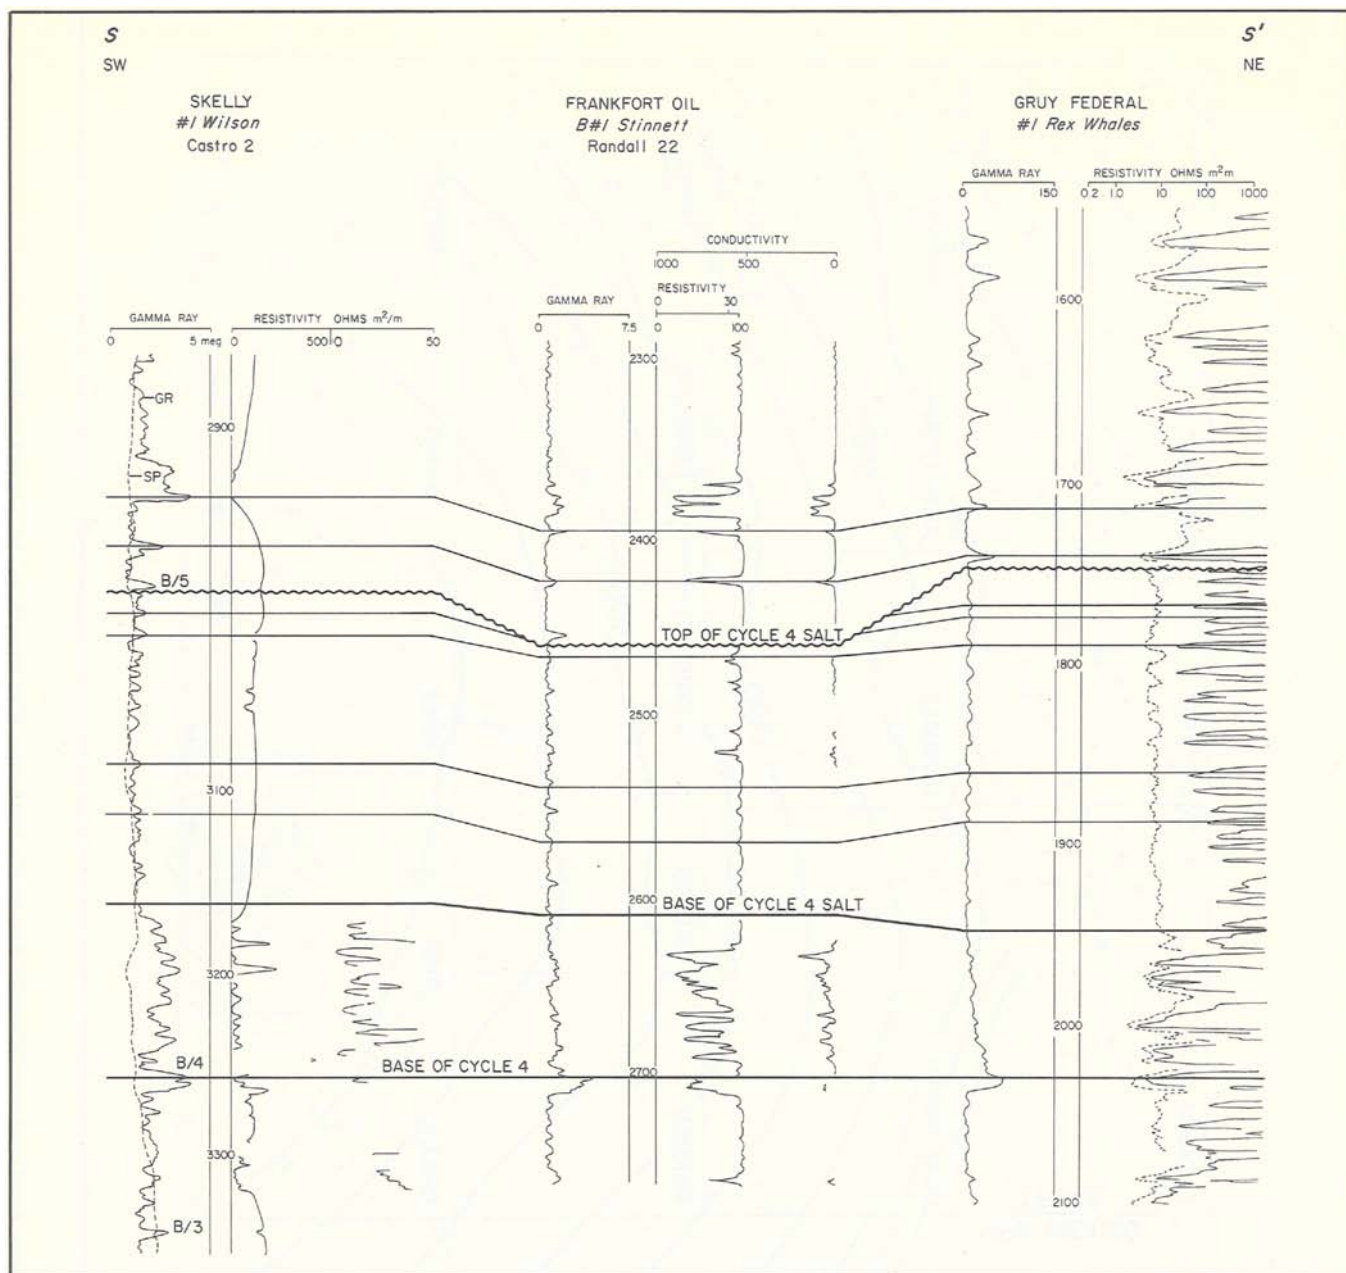 S
S'
SW
NE
SKELLY
#1 Wilson
Castro 2
FRANKFORT OIL
B#1 Stinnett
Randall 22
GRUY FEDERAL
#1 Rex Whales
GAMMA RAY
RESISTIVITY OHMS m²m
0
150
0.2
1.0
10
100
1000
CONDUCTIVITY
1000
500
0
GAMMA RAY
RESISTIVITY
0
7.5
0
30
100
GAMMA RAY
RESISTIVITY OHMS m²/m
0
5 meg
0
500
0
50
1600
2300
GR
2900
SP
1700
2400
B/5
TOP OF CYCLE 4 SALT
1800
2500
3100
1900
2600
BASE OF CYCLE 4 SALT
3200
2000
B/4
BASE OF CYCLE 4
2700
3300
2100
B/3